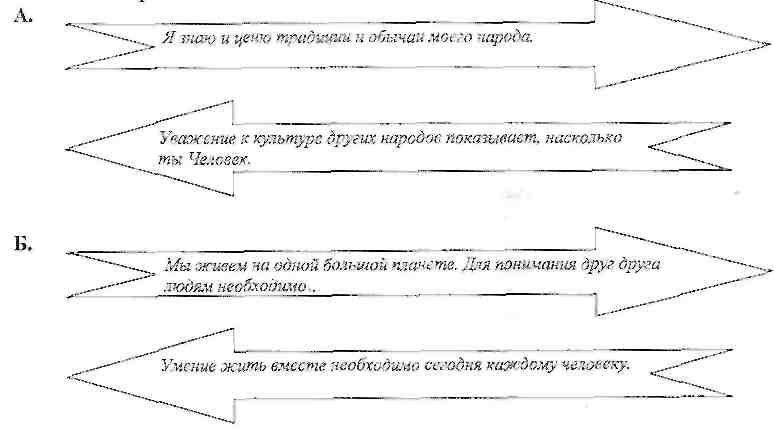 А.
Я знаю и ценю традиции и обычаи моего народа.
Уважение к культуре других народов показывает, насколько
ты Человек.
Б.
Мы живем на одной большой планете. Для понимания друг друга
людям необходимо..
Умение жить вместе необходимо сегодня каждому человеку.